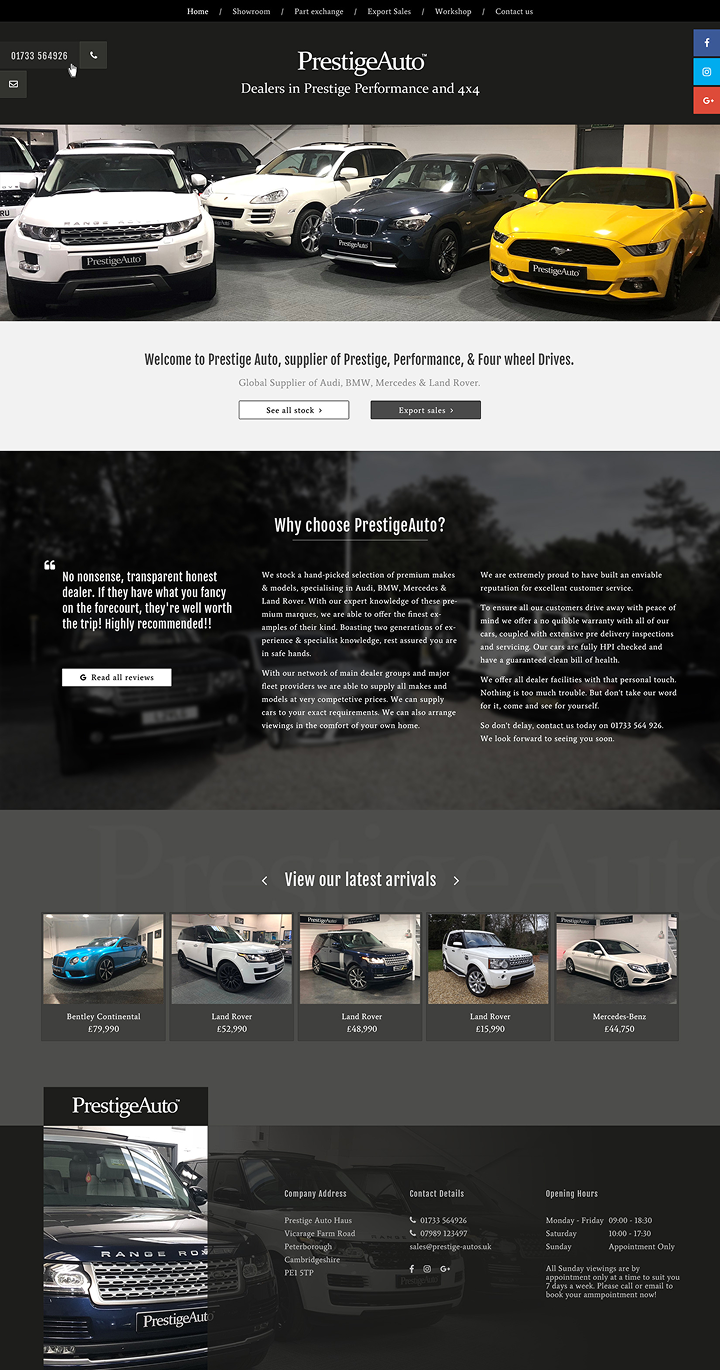 Home / Showroom / Part exchange / Export Sales / Workshop / Contact us
01733 564926
PrestigeAuto™
Dealers in Prestige Performance and 4x4
G+
RU
RANGE ROVER
PrestigeAuto
PrestigeAuto
PrestigeAuto
Welcome to Prestige Auto, supplier of Prestige, Performance, & Four wheel Drives.
Global Supplier of Audi, BMW, Mercedes & Land Rover.
See all stock ›
Export sales ›
Why choose PrestigeAuto?
❝ No nonsense, transparent honest
dealer. If they have what you fancy
on the forecourt, they're well worth
the trip! Highly recommended!!
G Read all reviews
We stock a hand-picked selection of premium makes
& models, specialising in Audi, BMW, Mercedes &
Land Rover. With our expert knowledge of these pre-
mium marques, we are able to offer the finest ex-
amples of their kind. Boasting two generations of ex-
perience & specialist knowledge, rest assured you are
in safe hands.
With our network of main dealer groups and major
fleet providers we are able to supply all makes and
models at very competetive prices. We can supply
cars to your exact requirements. We can also arrange
viewings in the comfort of your own home.
We are extremely proud to have built an enviable
reputation for excellent customer service.
To ensure all our customers drive away with peace of
mind we offer a no quibble warranty with all of our
cars, coupled with extensive pre delivery inspections
and servicing. Our cars are fully HPI checked and
have a guaranteed clean bill of health.
We offer all dealer facilities with that personal touch.
Nothing is too much trouble. But don't take our word
for it, come and see for yourself.
So don't delay, contact us today on 01733 564 926.
We look forward to seeing you soon.
PrestigeAuto
‹ View our latest arrivals ›
Bentley Continental
£79,990
Land Rover
£52,990
PrestigeAuto
Land Rover
£48,990
Land Rover
£15,990
PrestigeAuto
Mercedes-Benz
£44,750
PrestigeAuto™
RANGE ROV
PrestigeAuto
PrestigeAuto
Company Address
Prestige Auto Haus
Vicarage Farm Road
Peterborough
Cambridgeshire
PE1 5TP
Contact Details
01733 564926
07989 123497
sales@prestige-autos.uk
G+
Opening Hours
Monday - Friday 09:00 - 18:30
Saturday 10:00 - 17:30
Sunday Appointment Only
All Sunday viewings are by
appointment only at a time to suit you
7 days a week. Please call or email to
book your ammpointment now!